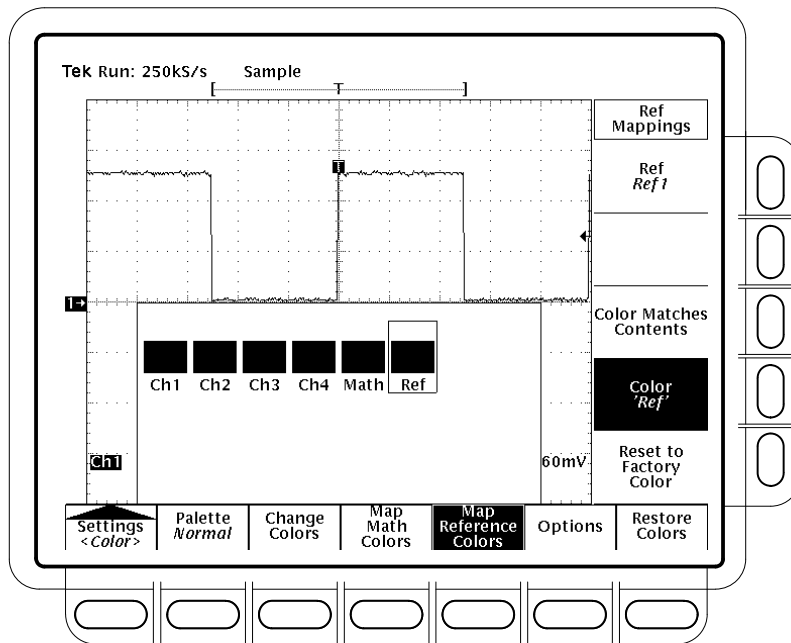 Tek Run: 250kS/s Sample
[ T ]
Ref
Mappings
Ref
Ref1
T
1→
Color Matches
Contents
Ch1 Ch2 Ch3 Ch4 Math Ref
Color
'Ref'
Ch1
60mV
Reset to
Factory
Color
Settings
<Color>
Palette
Normal
Change
Colors
Map
Math
Colors
Map
Reference
Colors
Options
Restore
Colors